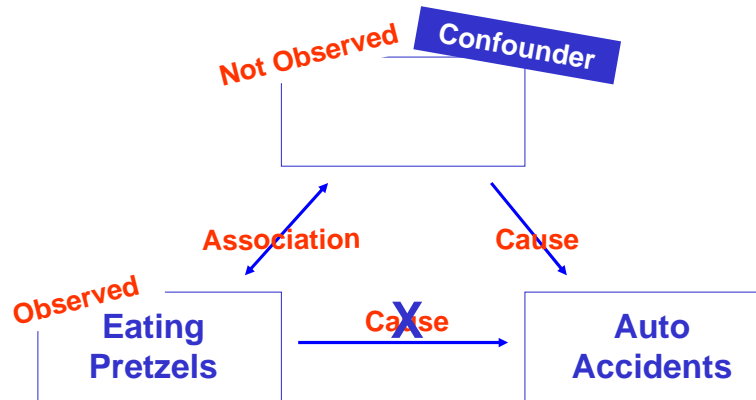 Not Observed
Confounder
Association
Cause
Observed
Eating
Pretzels
Cause
X
Auto
Accidents